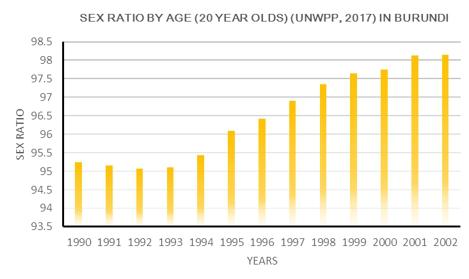 SEX RATIO BY AGE (20 YEAR OLDS) (UNWPP, 2017) IN BURUNDI
98.5
98
97.5
97
96.5
96
95.5
95
94.5
94
93.5
SEX RATIO
1990 1991 1992 1993 1994 1995 1996 1997 1998 1999 2000 2001 2002
YEARS